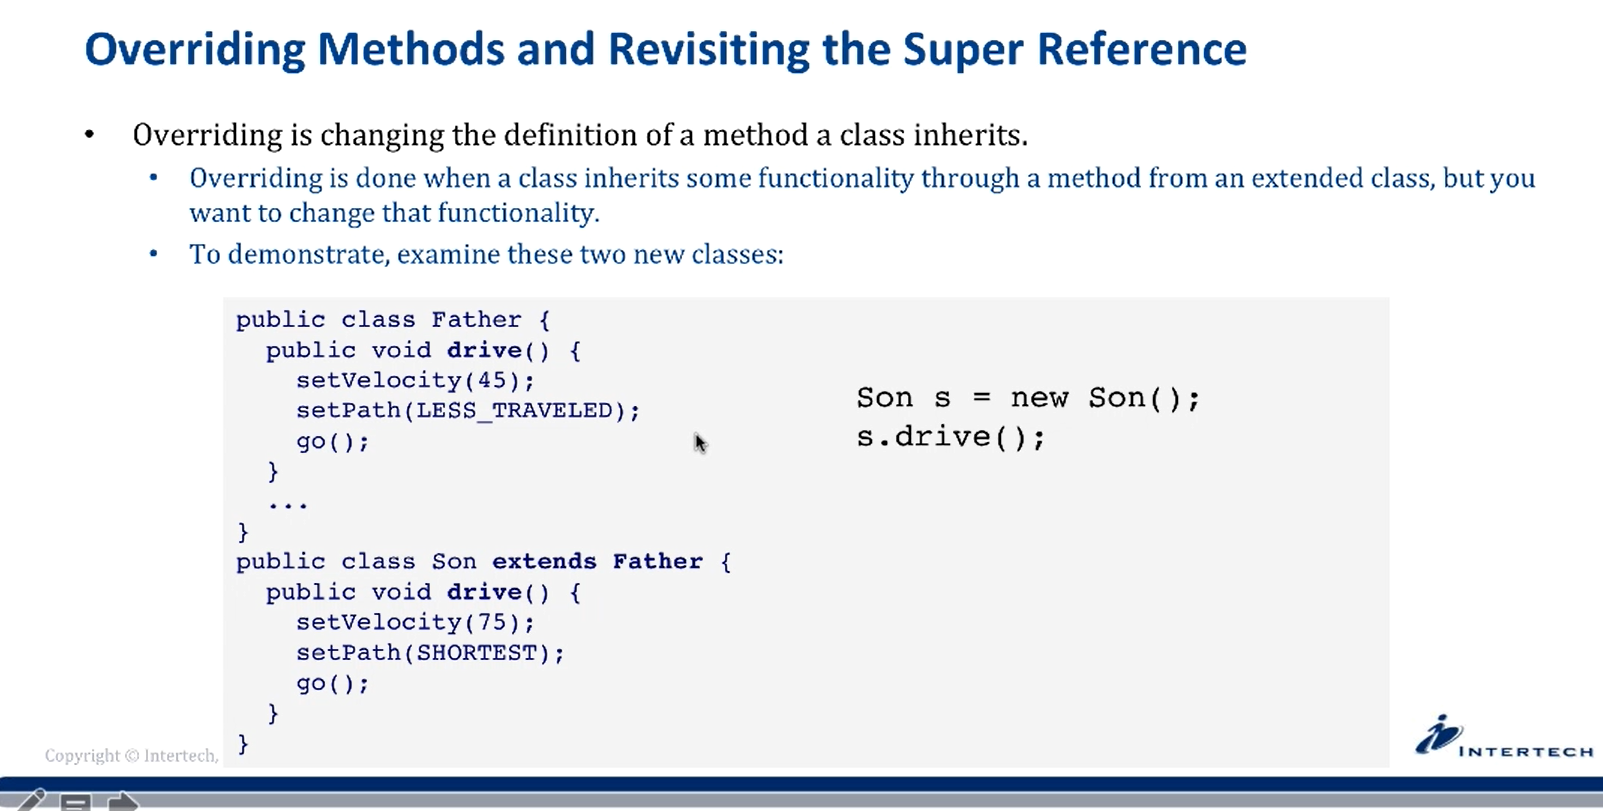 Overriding Methods and Revisiting the Super Reference
• Overriding is changing the definition of a method a class inherits.
• Overriding is done when a class inherits some functionality through a method from an extended class, but you
want to change that functionality.
• To demonstrate, examine these two new classes:
public class Father {
public void drive() {
setVelocity(45);
setPath(LESS_TRAVELED);
go();
}
...
}
public class Son extends Father {
public void drive() {
setVelocity(75);
setPath(SHORTEST);
go();
}
}
Son s = new Son();
s.drive();
Copyright © Intertech,
INTERTECH